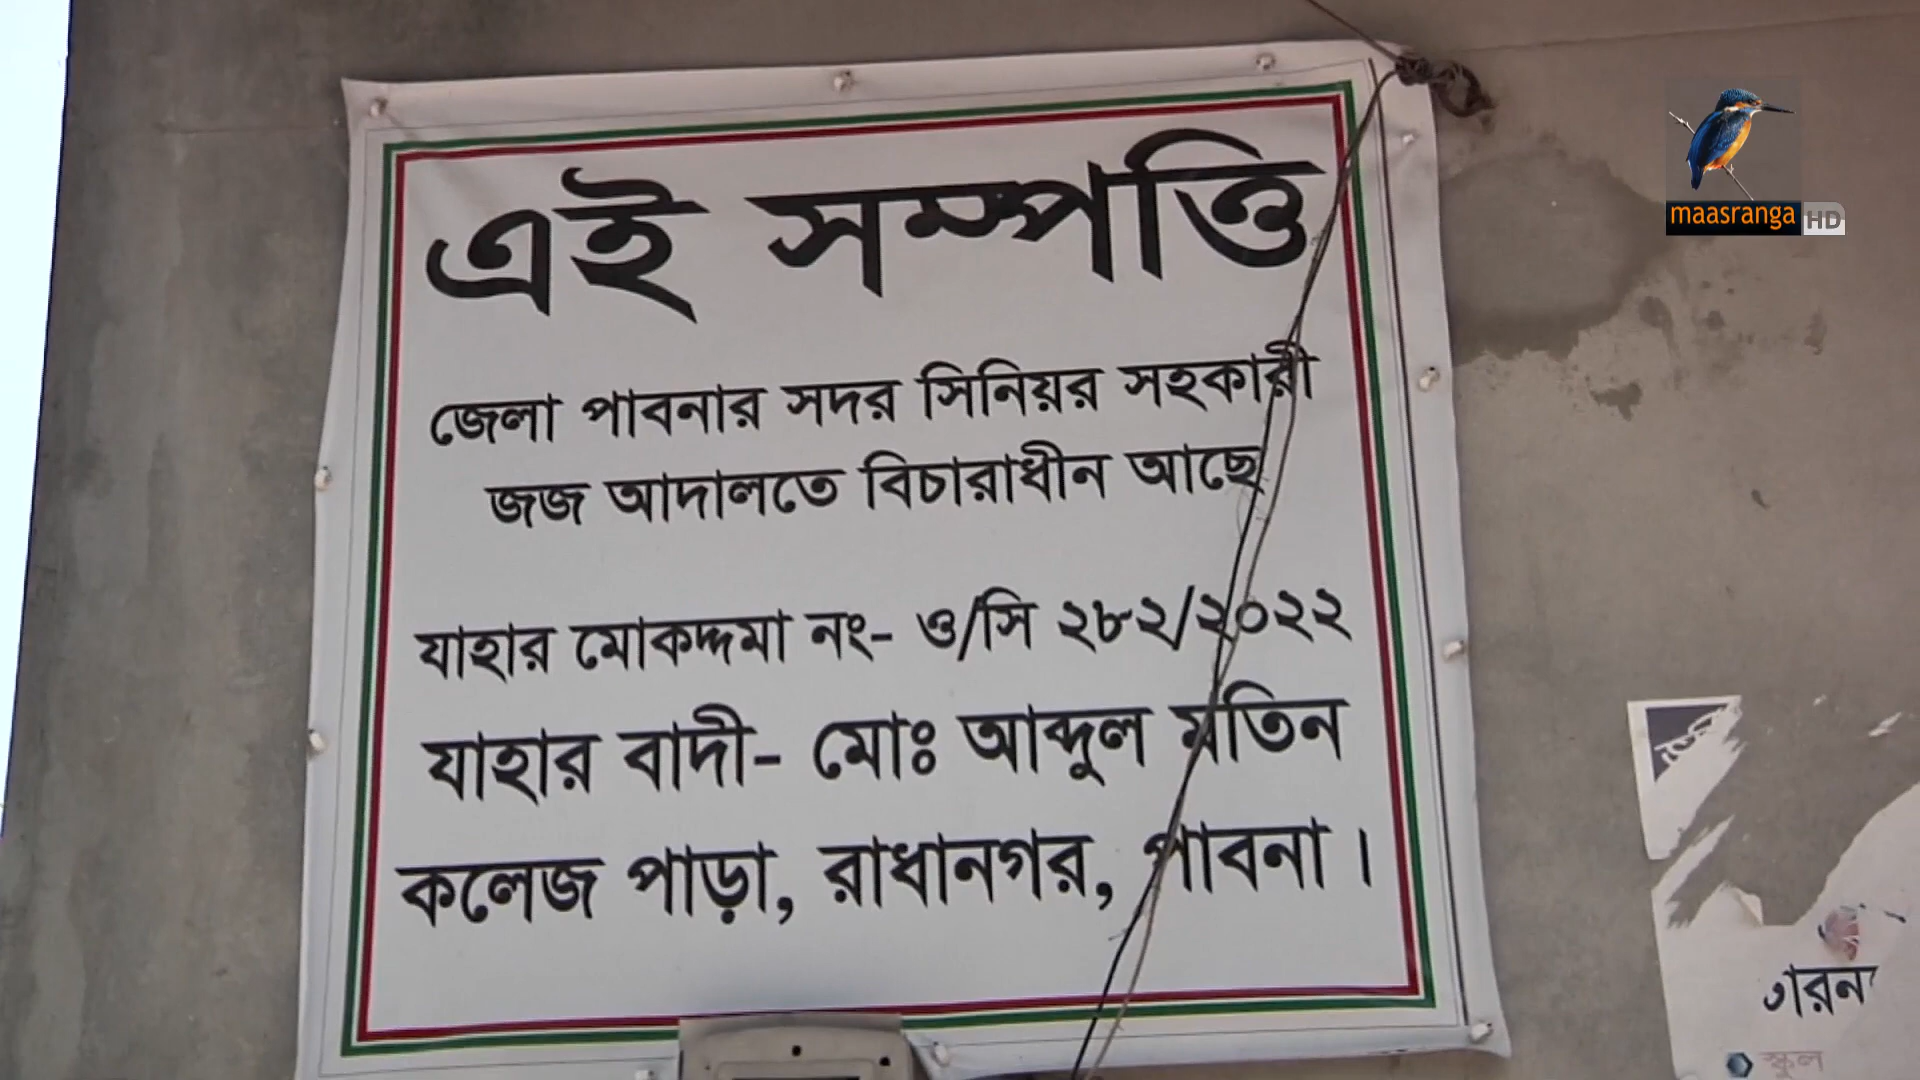 এই সম্পত্তি
জেলা পাবনার সদর সিনিয়র সহকারী
জজ আদালতে বিচারাধীন আছে
যাহার মোকদ্দমা নং- ও/সি ২৮২/২০২২
যাহার বাদী- মোঃ আব্দুল মতিন
কলেজ পাড়া, রাধানগর, পাবনা।
maasranga HD
স্কুল